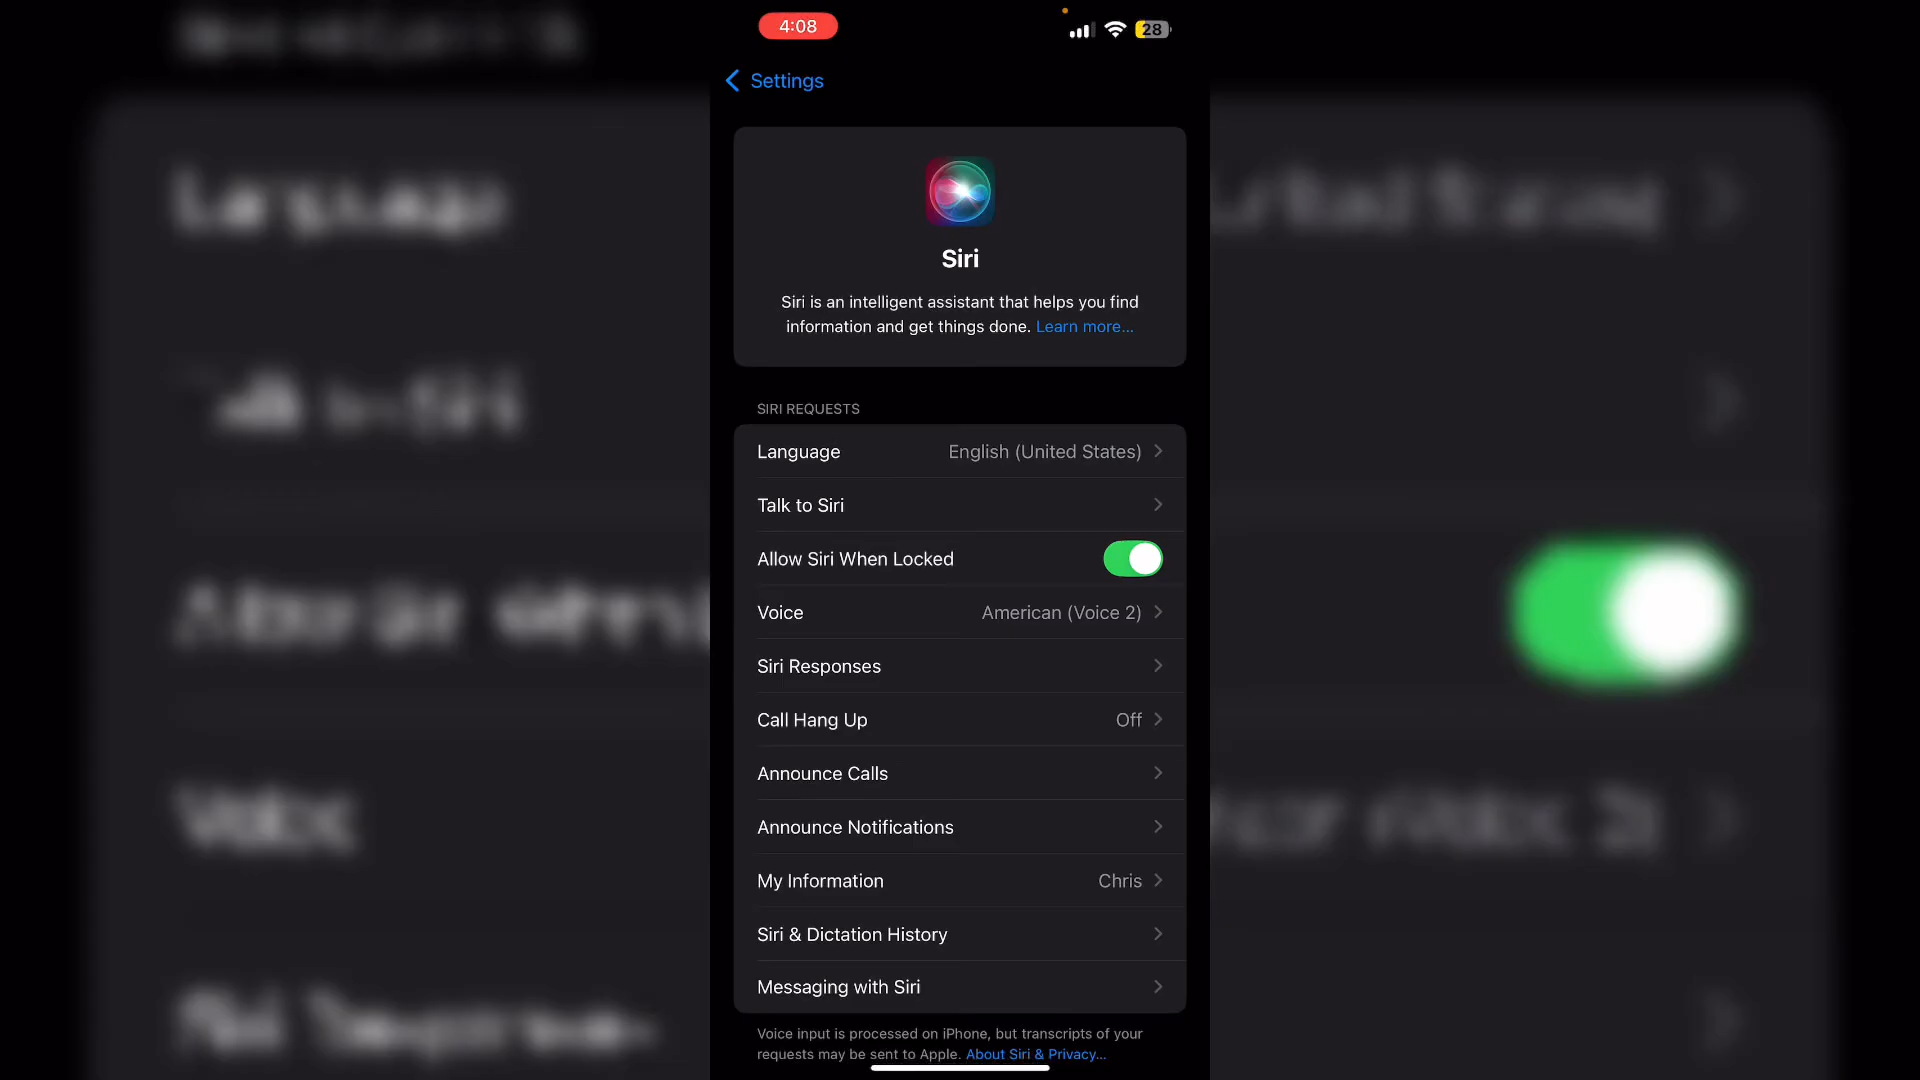 4:08
28
Settings
Siri
Siri is an intelligent assistant that helps you find
information and get things done. Learn more...
SIRI REQUESTS
Language English (United States)
Talk to Siri
Allow Siri When Locked
Voice American (Voice 2)
Siri Responses
Call Hang Up Off
Announce Calls
Announce Notifications
My Information Chris
Siri & Dictation History
Messaging with Siri
Voice input is processed on iPhone, but transcripts of your
requests may be sent to Apple. About Siri & Privacy...